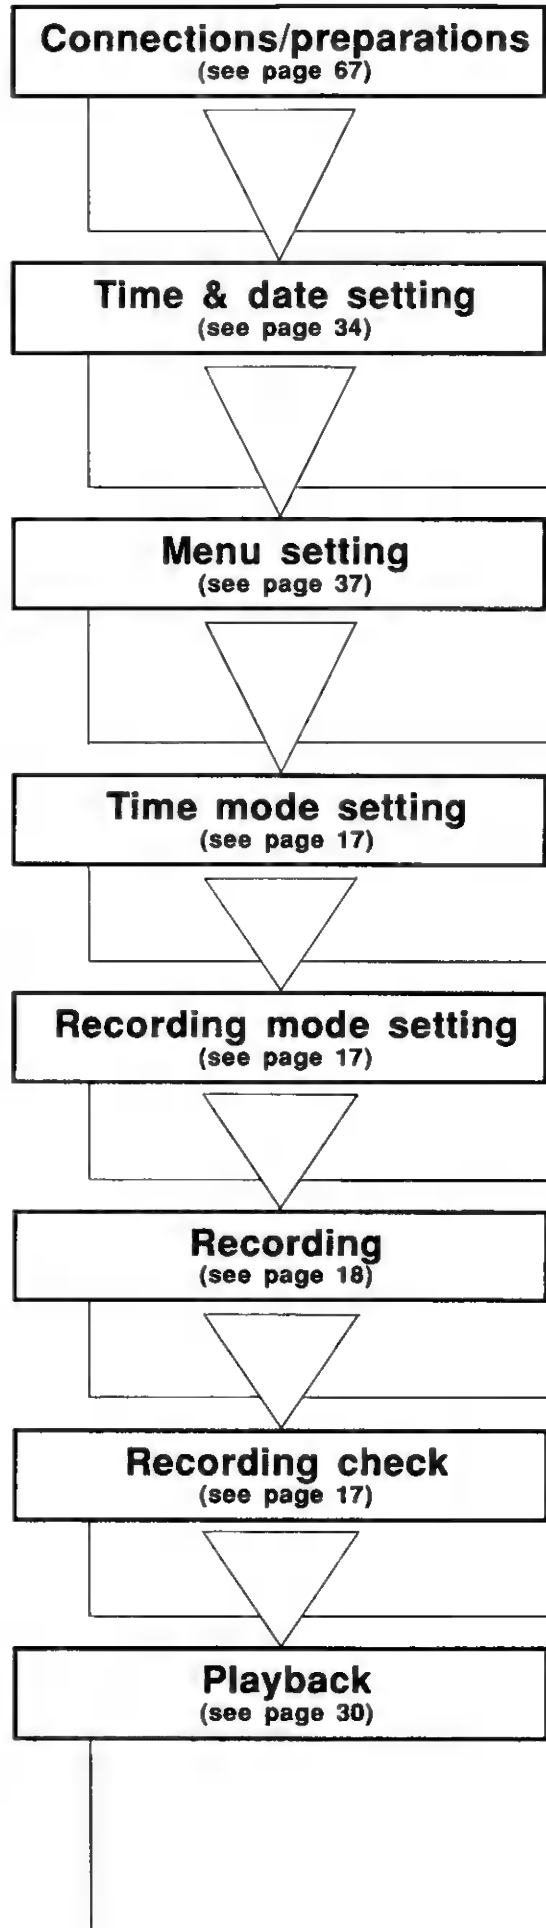 Connections/preparations
(see page 67)
Time & date setting
(see page 34)
Menu setting
(see page 37)
Time mode setting
(see page 17)
Recording mode setting
(see page 17)
Recording
(see page 18)
Recording check
(see page 17)
Playback
(see page 30)